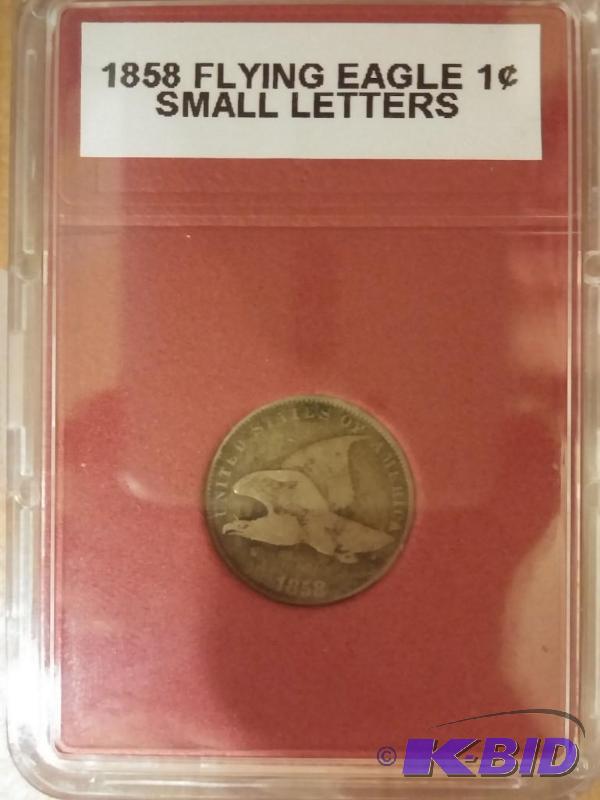 1858 FLYING EAGLE 1¢
SMALL LETTERS
UNITED STATES OF AMERICA
1858
© K-BID